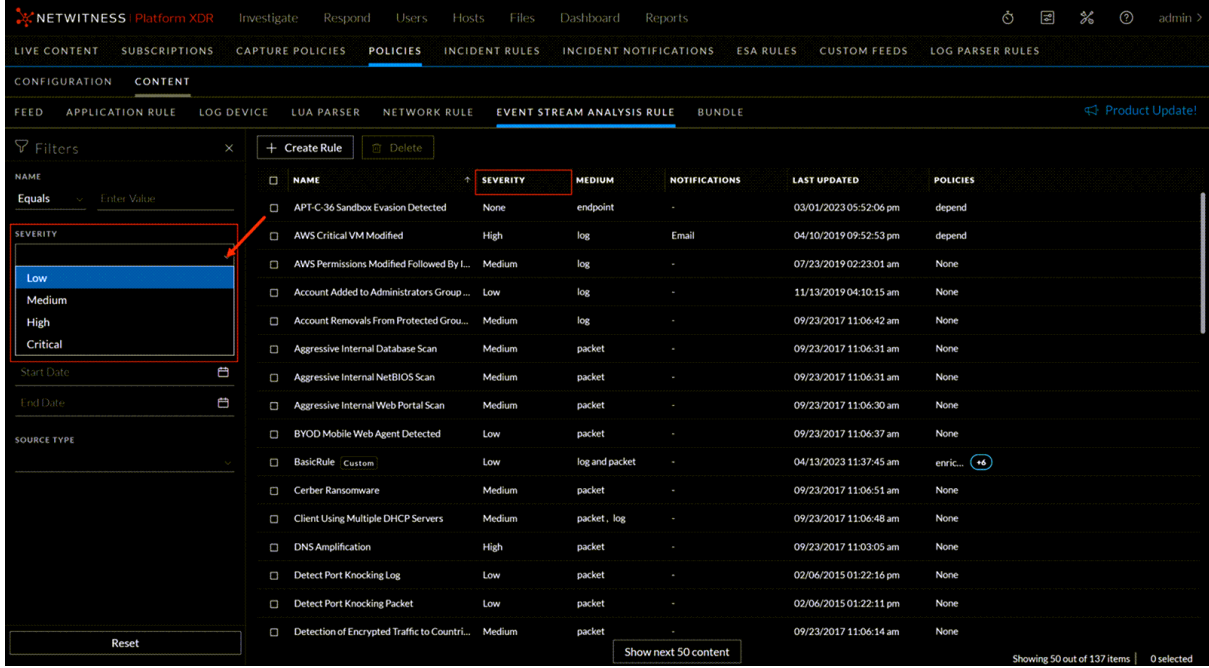 NETWITNESS | Platform XDR Investigate Respond Users Hosts Files Dashboard Reports admin >
LIVE CONTENT SUBSCRIPTIONS CAPTURE POLICIES POLICIES INCIDENT RULES INCIDENT NOTIFICATIONS ESA RULES CUSTOM FEEDS LOG PARSER RULES
CONFIGURATION CONTENT
FEED APPLICATION RULE LOG DEVICE LUA PARSER NETWORK RULE EVENT STREAM ANALYSIS RULE BUNDLE Product Update!
Filters
NAME
Equals Enter Value
SEVERITY
Low
Medium
High
Critical
Start Date
End Date
SOURCE TYPE
Reset
+ Create Rule Delete
NAME ↑ SEVERITY MEDIUM NOTIFICATIONS LAST UPDATED POLICIES
APT-C-36 Sandbox Evasion Detected None endpoint - 03/01/2023 05:52:06 pm depend
AWS Critical VM Modified High log Email 04/10/2019 09:52:53 pm depend
AWS Permissions Modified Followed By I... Medium log - 07/23/2019 02:23:01 am None
Account Added to Administrators Group ... Low log - 11/13/2019 04:10:15 am None
Account Removals From Protected Grou... Medium log - 09/23/2017 11:06:42 am None
Aggressive Internal Database Scan Medium packet - 09/23/2017 11:06:31 am None
Aggressive Internal NetBIOS Scan Medium packet - 09/23/2017 11:06:31 am None
Aggressive Internal Web Portal Scan Medium packet - 09/23/2017 11:06:30 am None
BYOD Mobile Web Agent Detected Low packet - 09/23/2017 11:06:37 am None
BasicRule Custom Low log and packet - 04/13/2023 11:37:45 am enric... +6
Cerber Ransomware Medium packet - 09/23/2017 11:06:51 am None
Client Using Multiple DHCP Servers Medium packet , log - 09/23/2017 11:06:48 am None
DNS Amplification High packet - 09/23/2017 11:03:05 am None
Detect Port Knocking Log Low packet - 02/06/2015 01:22:16 pm None
Detect Port Knocking Packet Low packet - 02/06/2015 01:22:11 pm None
Detection of Encrypted Traffic to Countri... Medium packet - 09/23/2017 11:06:14 am None
Show next 50 content
Showing 50 out of 137 items | 0 selected